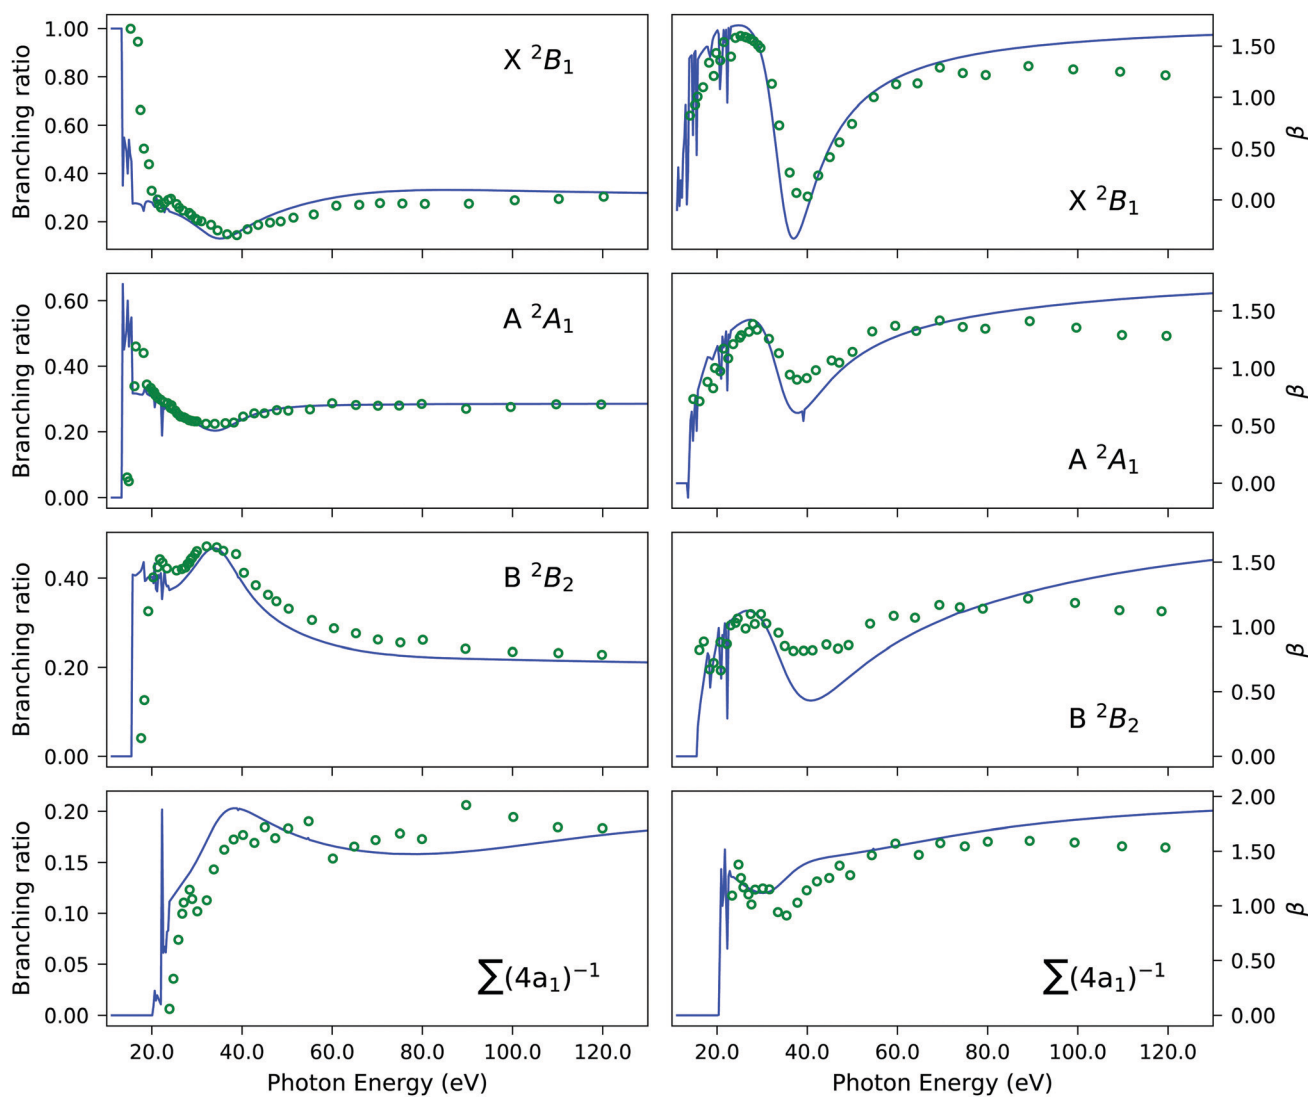 1.00
0.80
0.60
0.40
0.20
Branching ratio
X ²B₁
1.50
1.00
0.50
0.00
β
X ²B₁
0.60
0.40
0.20
0.00
Branching ratio
A ²A₁
1.50
1.00
0.50
0.00
β
A ²A₁
0.40
0.20
0.00
Branching ratio
B ²B₂
1.50
1.00
0.50
0.00
β
B ²B₂
0.20
0.15
0.10
0.05
0.00
Branching ratio
∑(4a₁)⁻¹
2.00
1.50
1.00
0.50
0.00
β
∑(4a₁)⁻¹
20.0 40.0 60.0 80.0 100.0 120.0
Photon Energy (eV)
20.0 40.0 60.0 80.0 100.0 120.0
Photon Energy (eV)